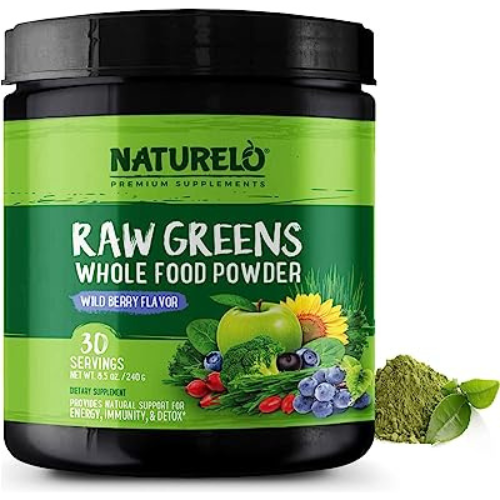 NATURELO®
PREMIUM SUPPLEMENTS
RAW GREENS
WHOLE FOOD POWDER
WILD BERRY FLAVOR
30
SERVINGS
NET WT. 8.5 oz. / 240 g
DIETARY SUPPLEMENT
PROVIDES NATURAL SUPPORT FOR
ENERGY, IMMUNITY, & DETOX*